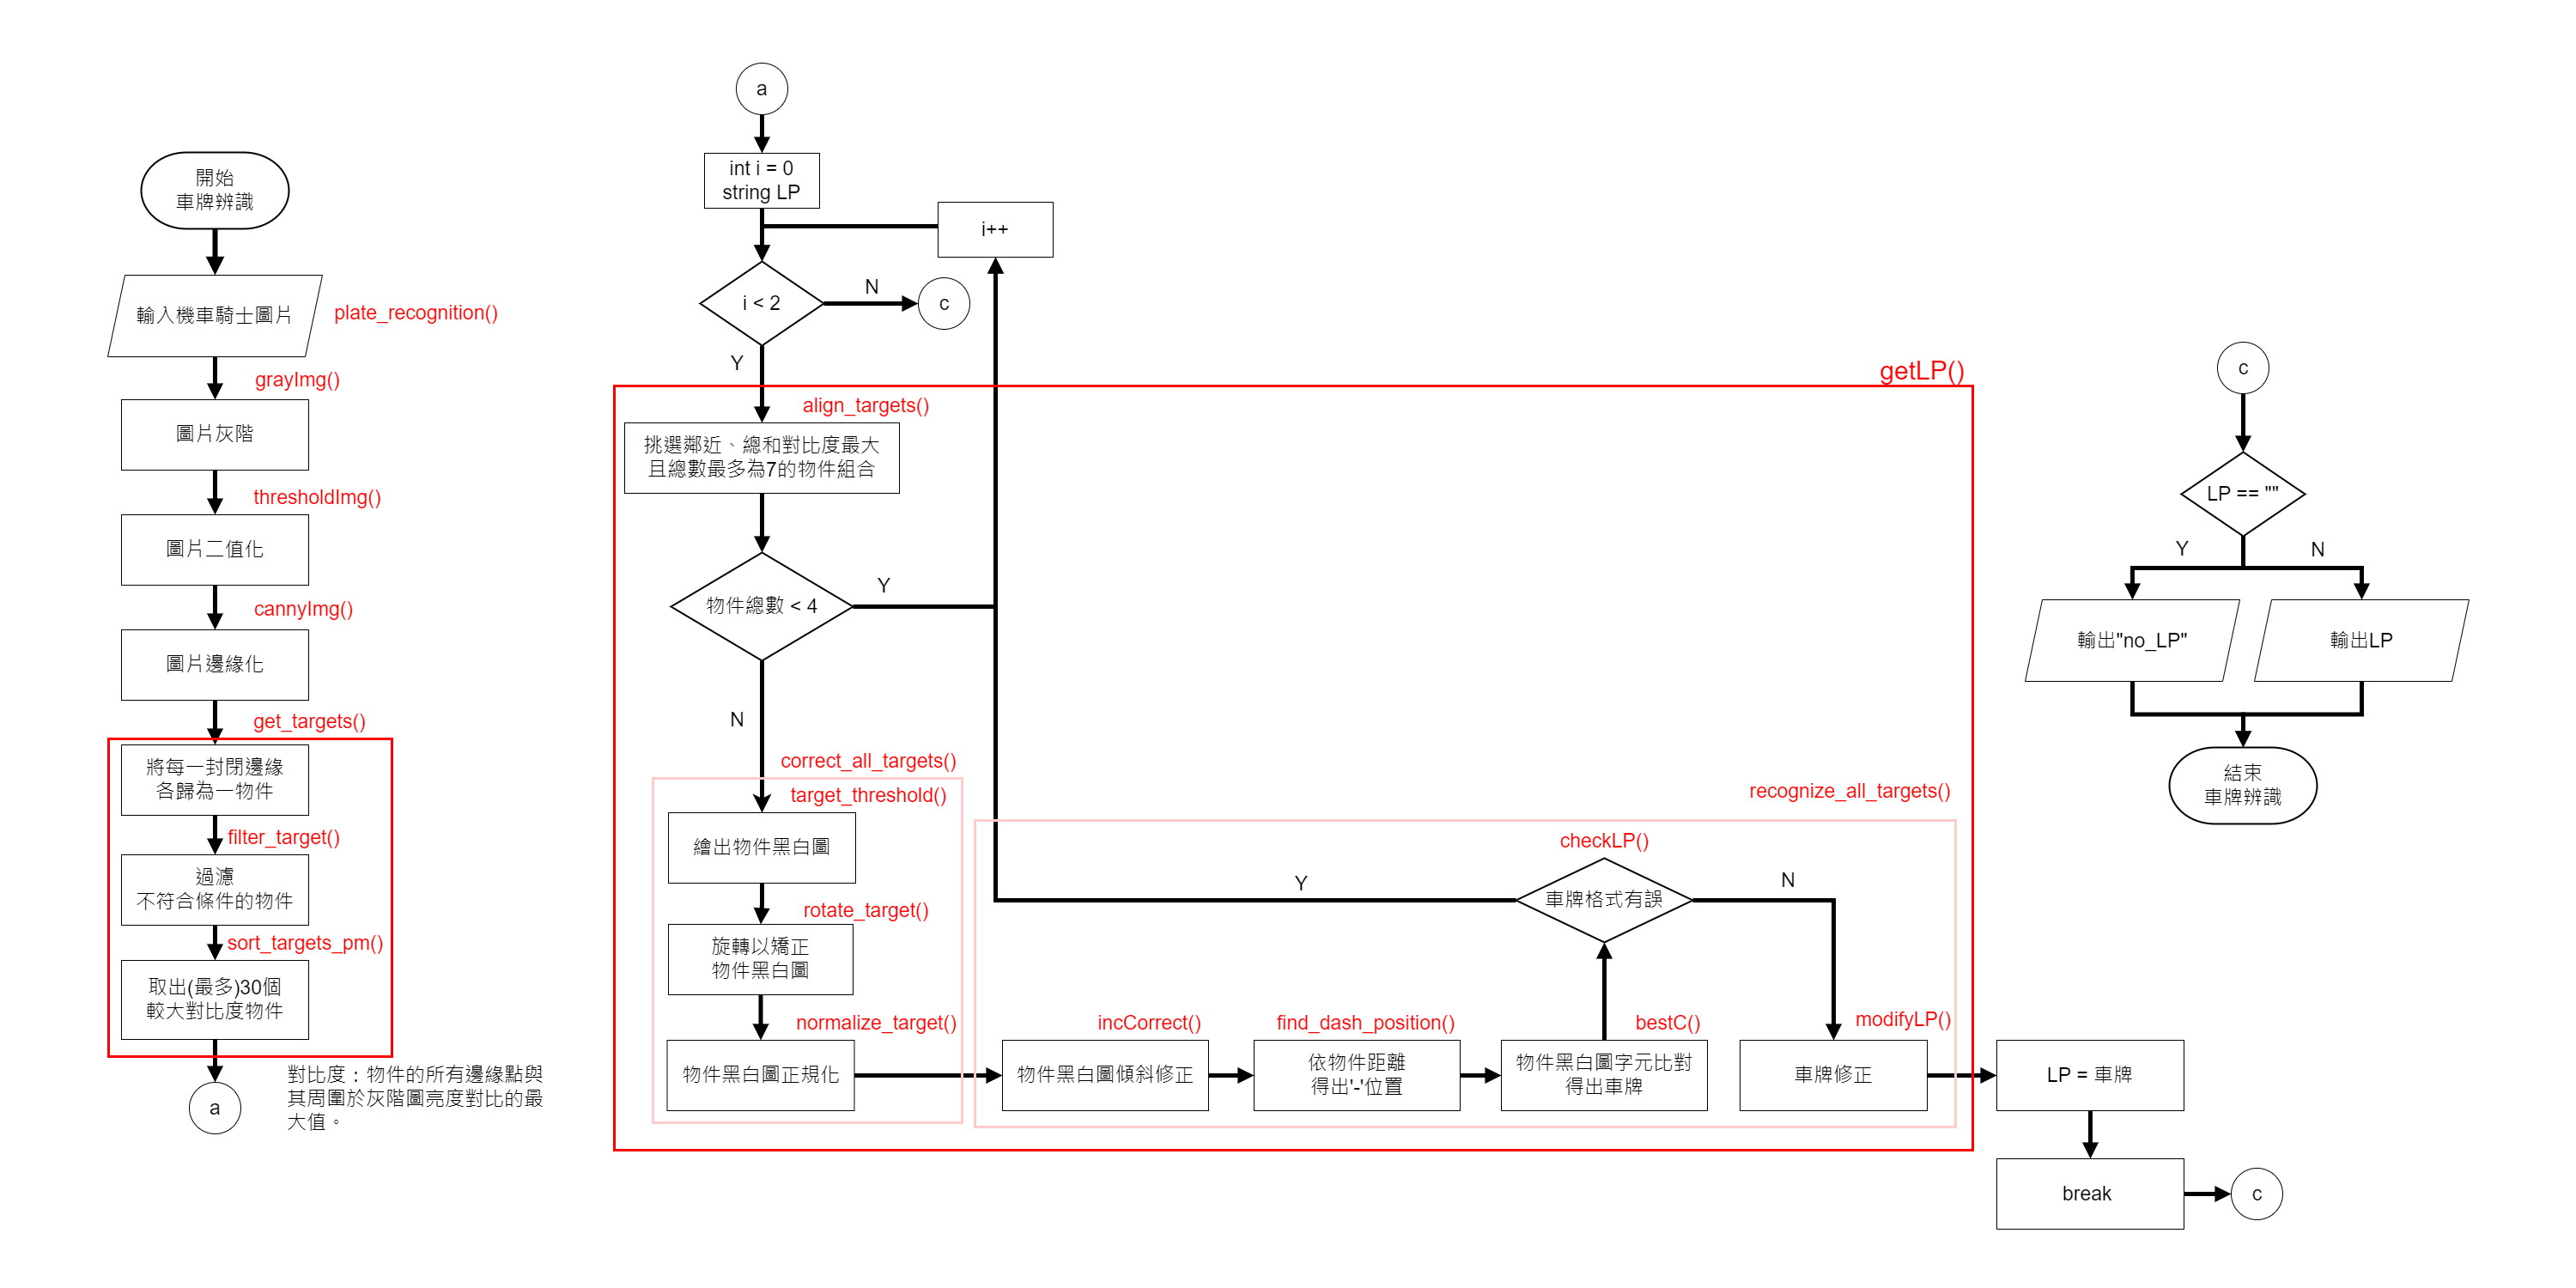 開始
車牌辨識
輸入機車騎士圖片
plate_recognition()
grayImg()
圖片灰階
thresholdImg()
圖片二值化
cannyImg()
圖片邊緣化
get_targets()
將每一封閉邊緣
各歸為一物件
filter_target()
過濾
不符合條件的物件
sort_targets_pm()
取出(最多)30個
較大對比度物件
a
對比度：物件的所有邊緣點與
其周圍於灰階圖亮度對比的最
大值。
a
int i = 0
string LP
i++
i < 2
N
c
Y
getLP()
align_targets()
挑選鄰近、總和對比度最大
且總數最多為7的物件組合
物件總數 < 4
Y
N
correct_all_targets()
target_threshold()
繪出物件黑白圖
rotate_target()
旋轉以矯正
物件黑白圖
normalize_target()
物件黑白圖正規化
recognize_all_targets()
incCorrect()
物件黑白圖傾斜修正
find_dash_position()
依物件距離
得出'-'位置
bestC()
物件黑白圖字元比對
得出車牌
checkLP()
車牌格式有誤
Y
N
modifyLP()
車牌修正
LP = 車牌
break
c
c
LP == ""
Y
N
輸出"no_LP"
輸出LP
結束
車牌辨識